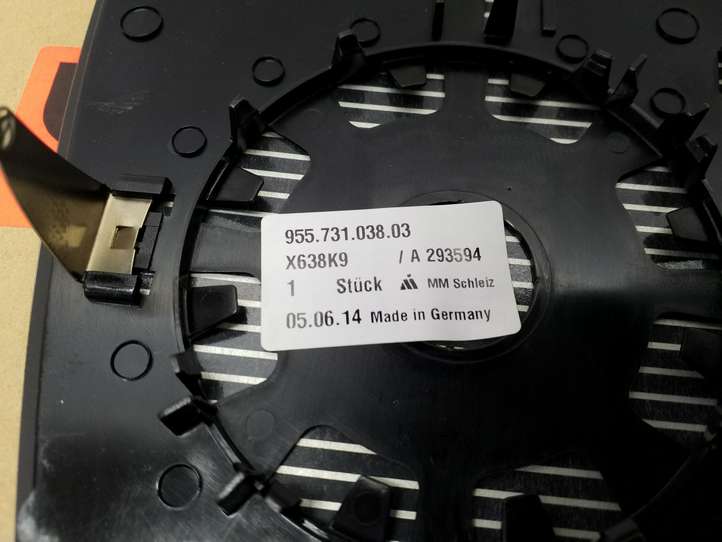 955.731.038.03
X638K9 / A 293594
1 Stück MM Schleiz
05.06.14 Made in Germany